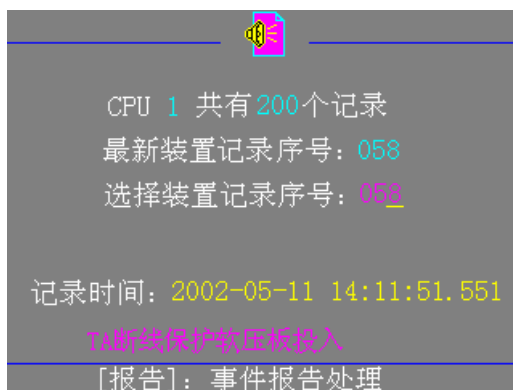 CPU 1 共有200个记录
最新装置记录序号：058
选择装置记录序号：058
记录时间：2002-05-11 14:11:51.551
TA断线保护软压板投入
[报告]：事件报告处理